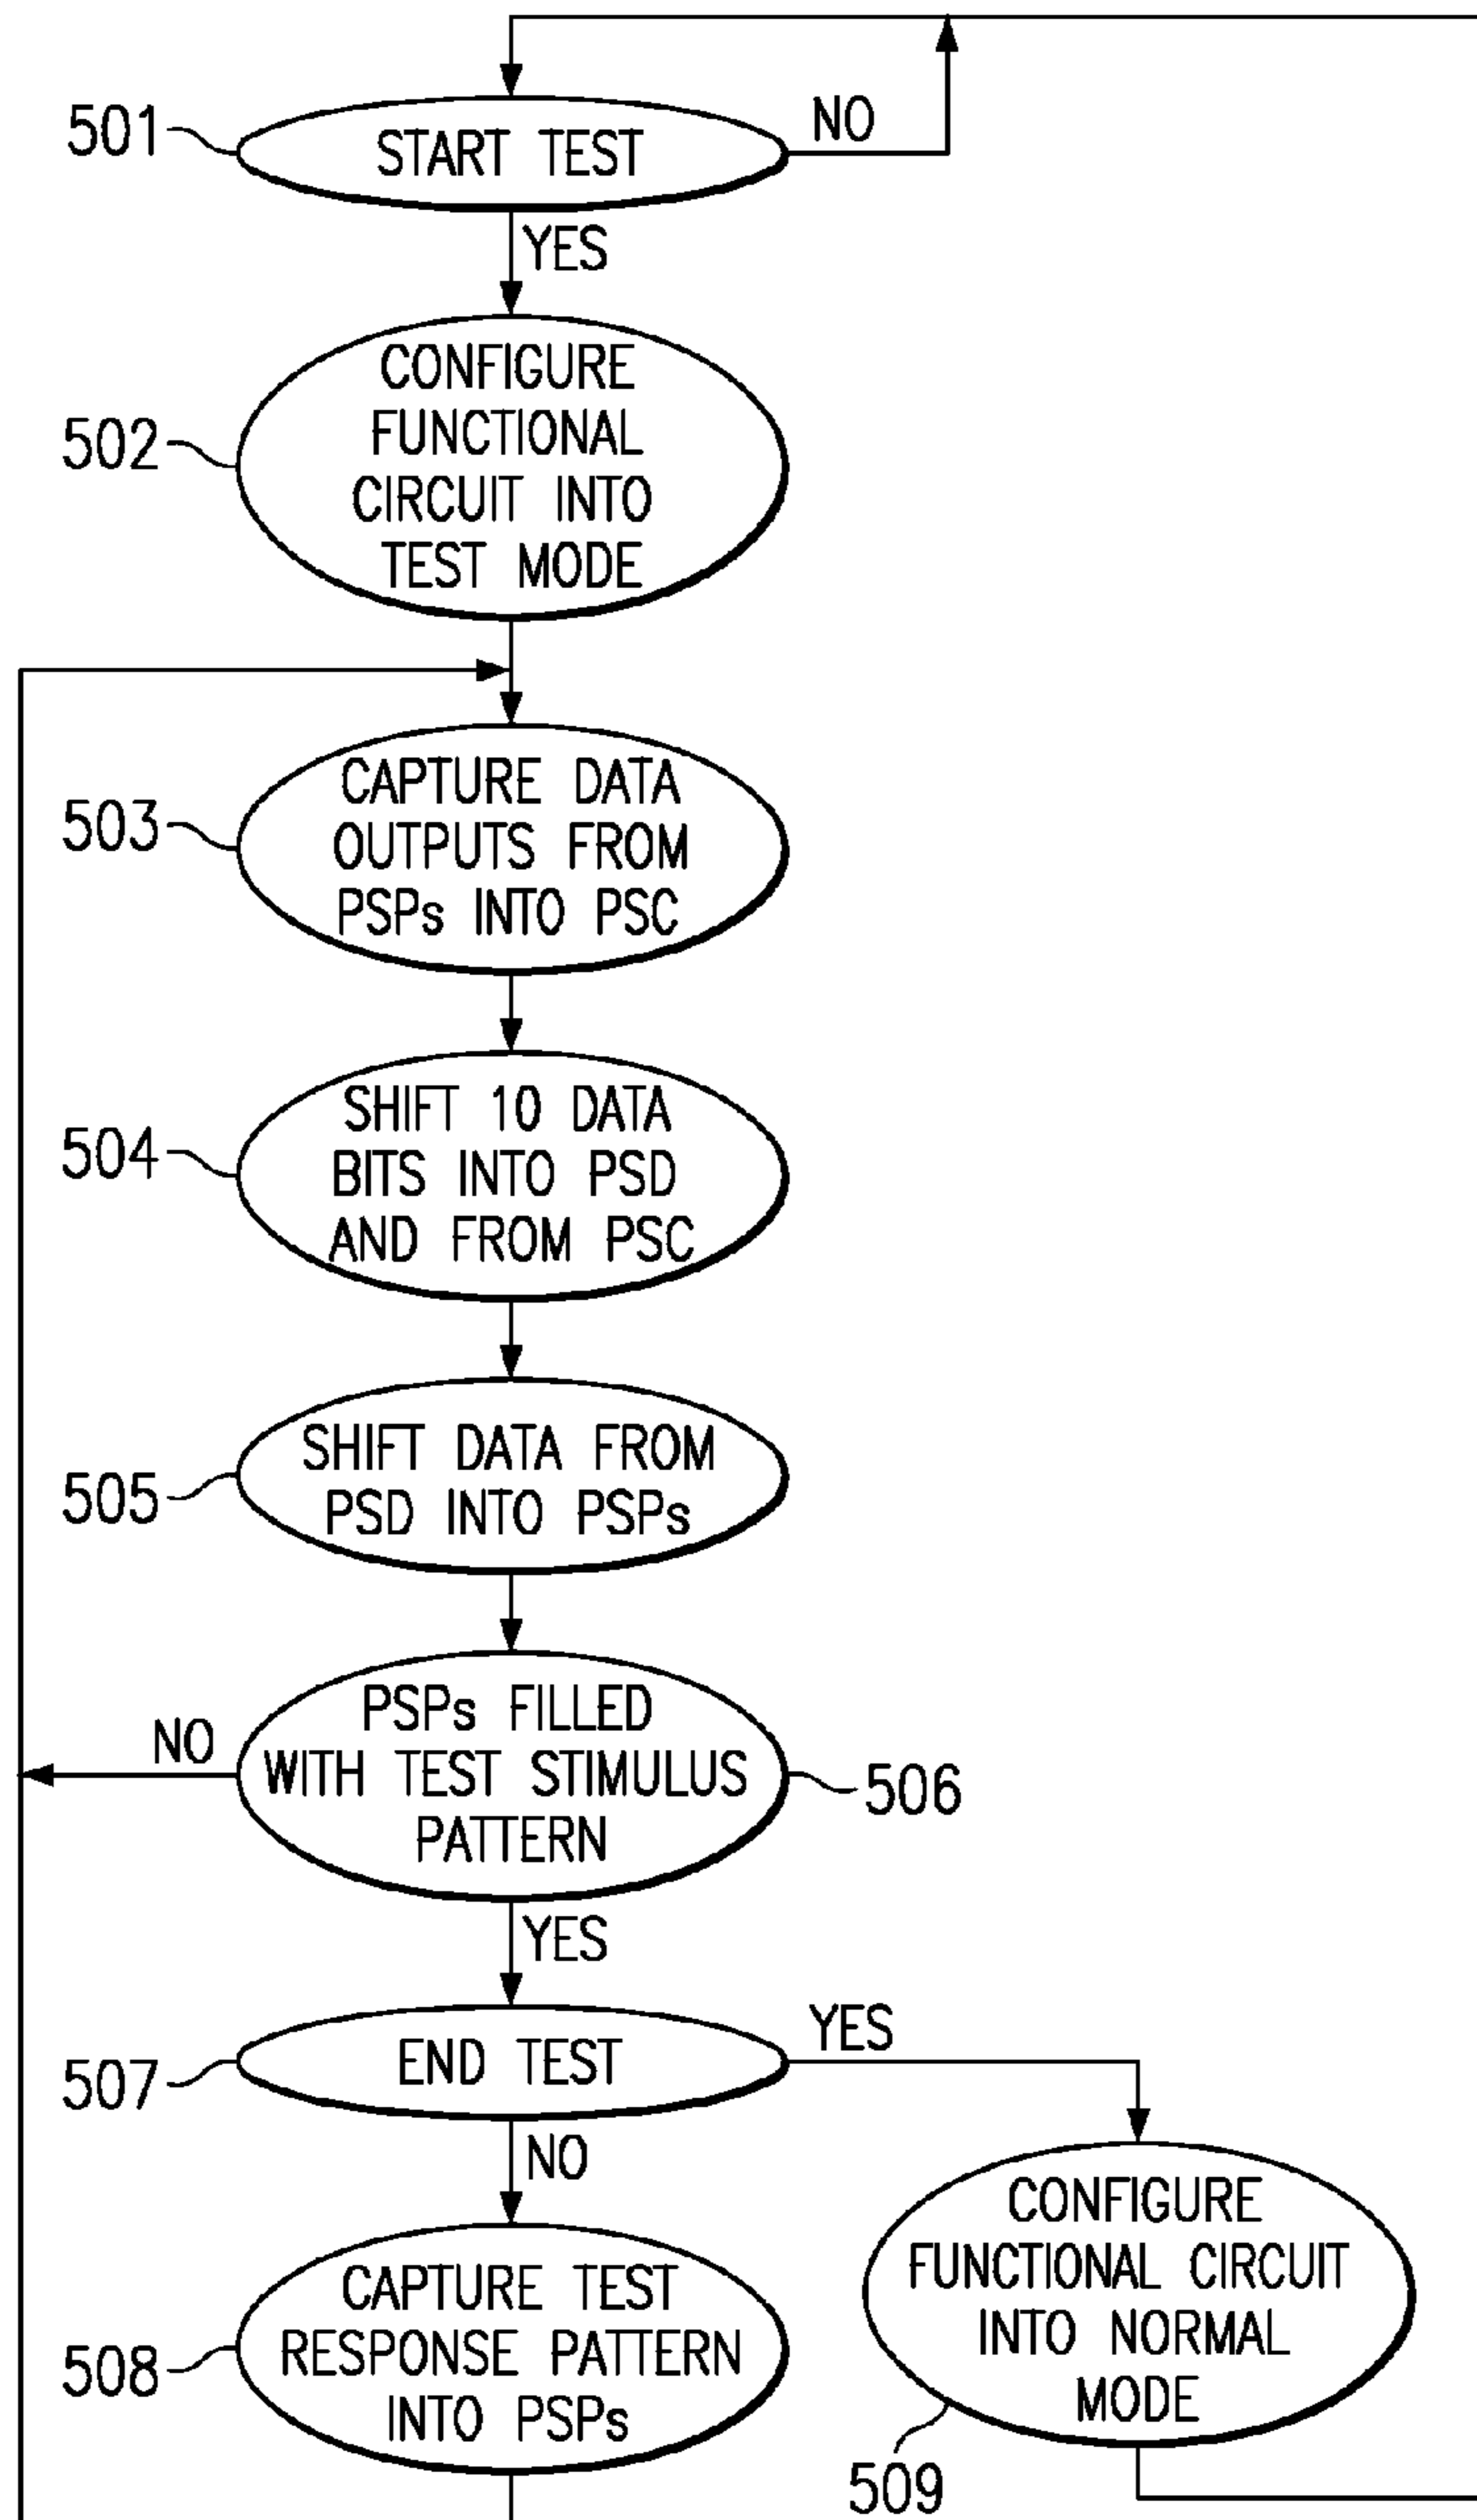 501
START TEST
NO
YES
502
CONFIGURE
FUNCTIONAL
CIRCUIT INTO
TEST MODE
503
CAPTURE DATA
OUTPUTS FROM
PSPs INTO PSC
504
SHIFT 10 DATA
BITS INTO PSD
AND FROM PSC
505
SHIFT DATA FROM
PSD INTO PSPs
NO
PSPs FILLED
WITH TEST STIMULUS
PATTERN
506
YES
507
END TEST
YES
NO
508
CAPTURE TEST
RESPONSE PATTERN
INTO PSPs
CONFIGURE
FUNCTIONAL CIRCUIT
INTO NORMAL
MODE
509